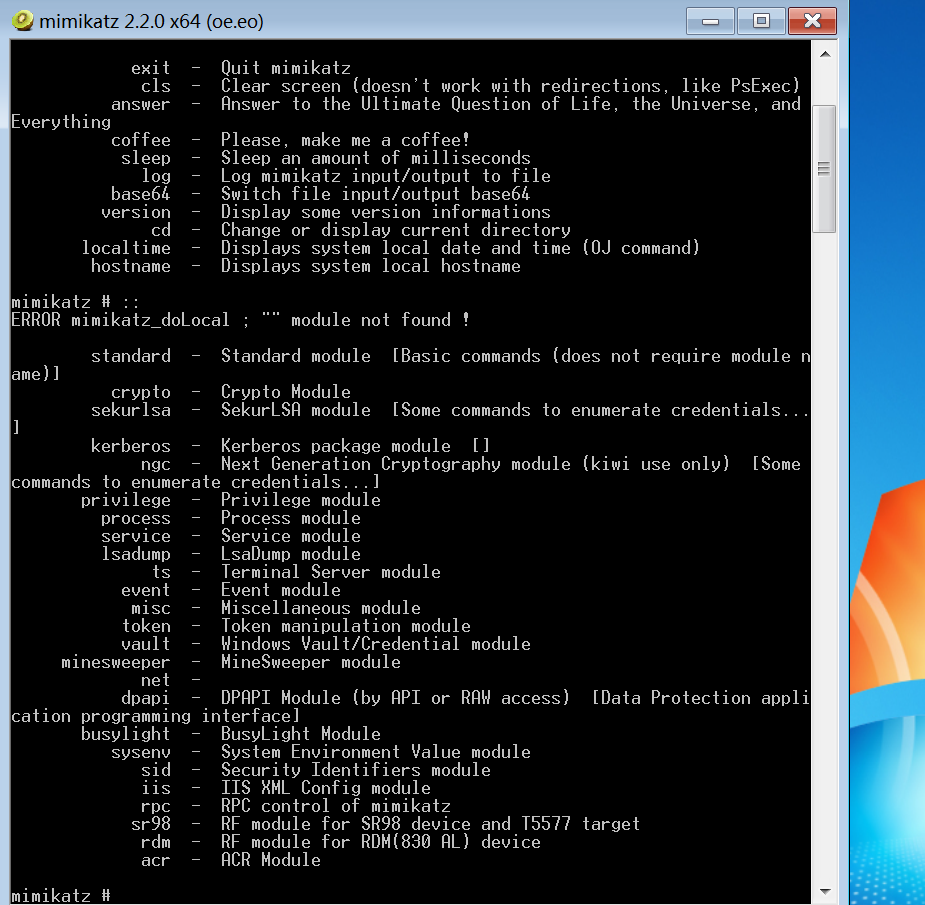 mimikatz 2.2.0 x64 (oe.eo)
exit - Quit mimikatz
cls - Clear screen (doesn't work with redirections, like PsExec)
answer - Answer to the Ultimate Question of Life, the Universe, and
Everything
coffee - Please, make me a coffee!
sleep - Sleep an amount of milliseconds
log - Log mimikatz input/output to file
base64 - Switch file input/output base64
version - Display some version informations
cd - Change or display current directory
localtime - Displays system local date and time (OJ command)
hostname - Displays system local hostname
mimikatz # ::
ERROR mimikatz_doLocal ; "" module not found !
standard - Standard module [Basic commands (does not require module n
ame)]
crypto - Crypto Module
sekurlsa - SekurLSA module [Some commands to enumerate credentials...
]
kerberos - Kerberos package module []
ngc - Next Generation Cryptography module (kiwi use only) [Some
commands to enumerate credentials...]
privilege - Privilege module
process - Process module
service - Service module
lsadump - LsaDump module
ts - Terminal Server module
event - Event module
misc - Miscellaneous module
token - Token manipulation module
vault - Windows Vault/Credential module
minesweeper - MineSweeper module
net -
dpapi - DPAPI Module (by API or RAW access) [Data Protection appli
cation programming interface]
busylight - BusyLight Module
sysenv - System Environment Value module
sid - Security Identifiers module
iis - IIS XML Config module
rpc - RPC control of mimikatz
sr98 - RF module for SR98 device and T5577 target
rdm - RF module for RDM(830 AL) device
acr - ACR Module
mimikatz #